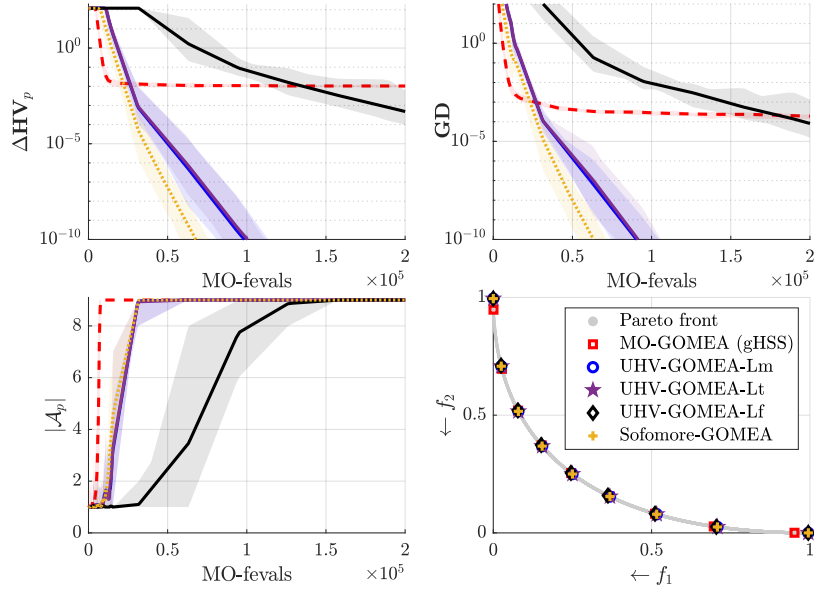 10^0
10^-5
10^-10
ΔHV_p
0 0.5 1 1.5 2
MO-fevals ×10^5
10^0
10^-5
10^-10
GD
0 0.5 1 1.5 2
MO-fevals ×10^5
8
6
4
2
0
|𝒜_p|
0 0.5 1 1.5 2
MO-fevals ×10^5
1
0.5
0
← f_2
Pareto front
MO-GOMEA (gHSS)
UHV-GOMEA-Lm
UHV-GOMEA-Lt
UHV-GOMEA-Lf
Sofomore-GOMEA
0 0.5 1
← f_1